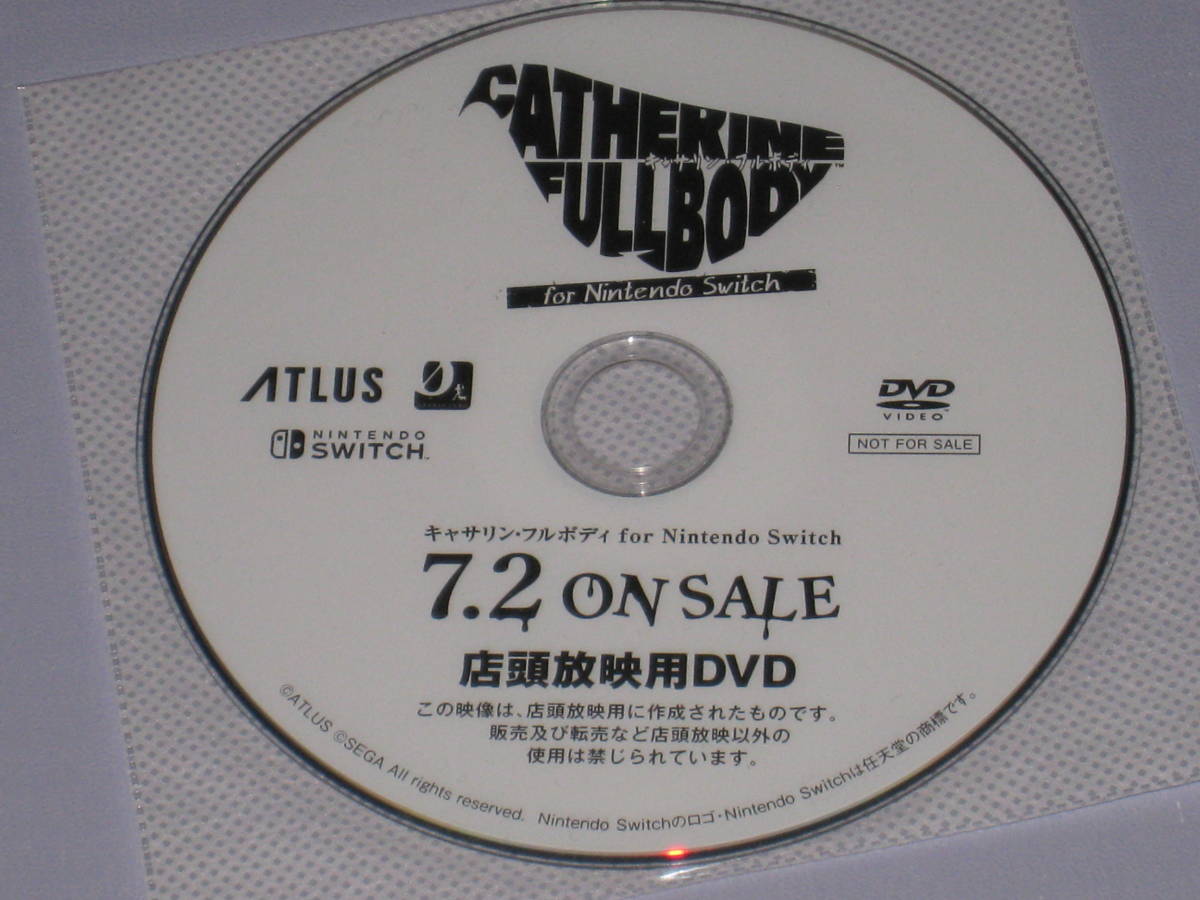 CATHERINE
キャサリン・フルボディ
FULLBODY™
for Nintendo Switch
ATLUS
NINTENDO
SWITCH™
DVD
VIDEO™
NOT FOR SALE
キャサリン・フルボディ for Nintendo Switch
7.2 ON SALE
店頭放映用DVD
この映像は、店頭放映用に作成されたものです。
販売及び転売など店頭放映以外の
使用は禁じられています。
©ATLUS ©SEGA All rights reserved. Nintendo Switchのロゴ・Nintendo Switchは任天堂の商標です。